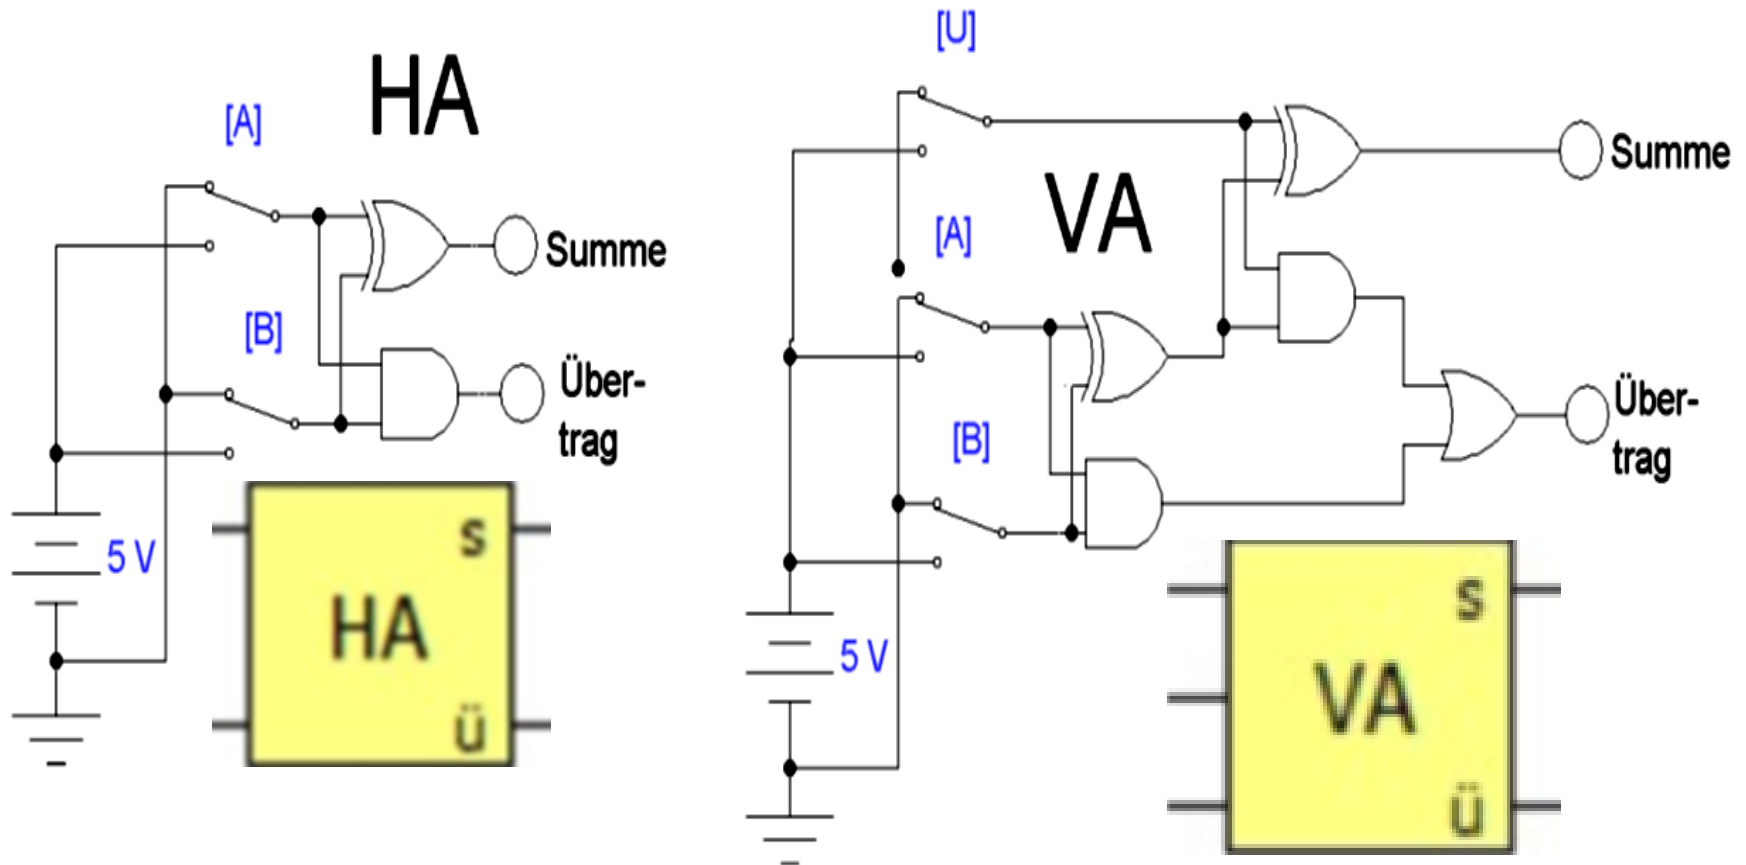 HA
[A]
Summe
[B]
Über-
trag
5 V
s
HA
ü
[U]
Summe
VA
[A]
[B]
Über-
trag
5 V
s
VA
ü